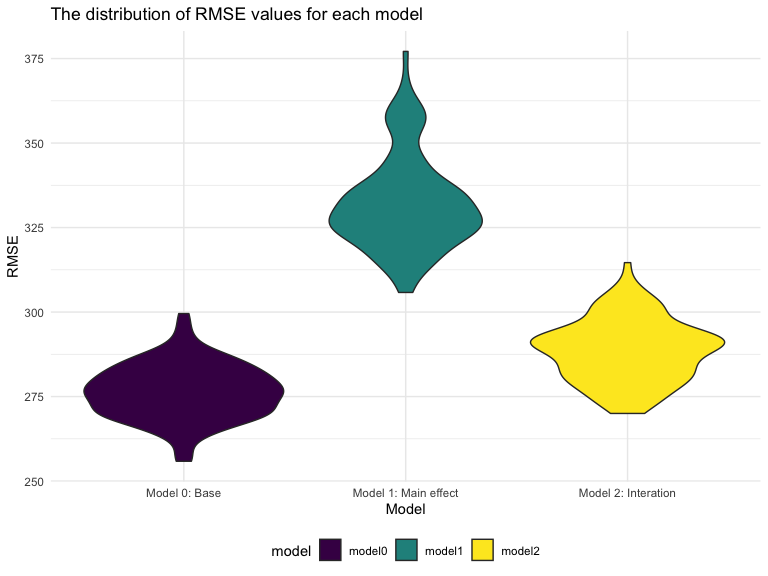 The distribution of RMSE values for each model
375
350
325
300
275
250
RMSE
Model 0: Base
Model 1: Main effect
Model 2: Interation
Model
model
model0
model1
model2